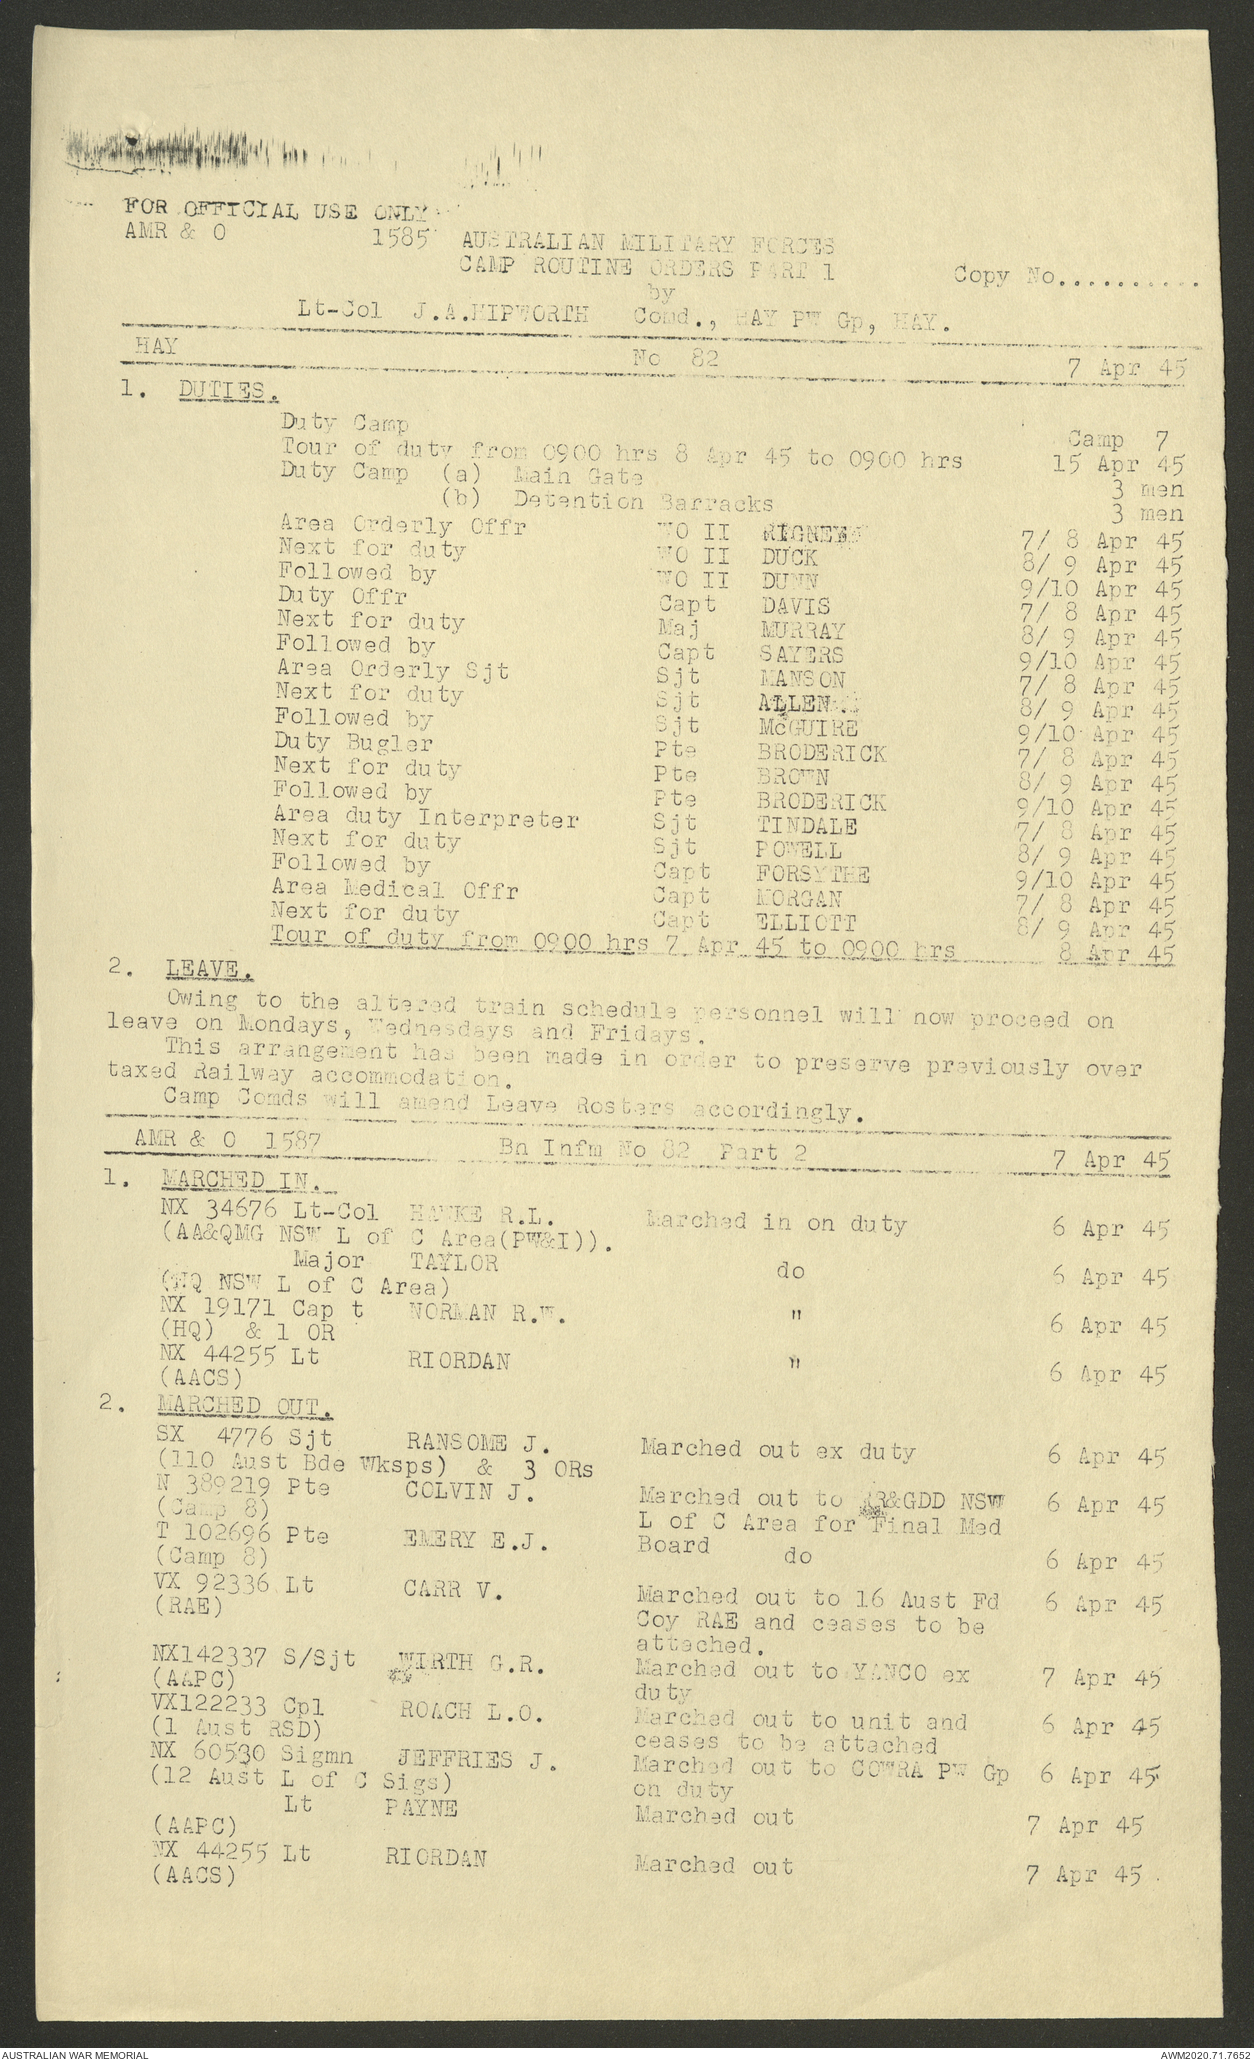 FOR OFFICIAL USE ONLY
AMR & O 1585 AUSTRALIAN MILITARY FORCES
CAMP ROUTINE ORDERS PART 1
Copy No...........
by
Lt-Col J.A.HIPWORTH Comd., HAY PW Gp, HAY.
HAY No 82 7 Apr 45
1. DUTIES.
Duty Camp Camp 7
Tour of duty from 0900 hrs 8 Apr 45 to 0900 hrs 15 Apr 45
Duty Camp (a) Main Gate 3 men
(b) Detention Barracks 3 men
Area Orderly Offr WO II RIGNEY 7/ 8 Apr 45
Next for duty WO II DUCK 8/ 9 Apr 45
Followed by WO II DUNN 9/10 Apr 45
Duty Offr Capt DAVIS 7/ 8 Apr 45
Next for duty Maj MURRAY 8/ 9 Apr 45
Followed by Capt SAYERS 9/10 Apr 45
Area Orderly Sjt Sjt MANSON 7/ 8 Apr 45
Next for duty Sjt ALLEN 8/ 9 Apr 45
Followed by Sjt McGUIRE 9/10 Apr 45
Duty Bugler Pte BRODERICK 7/ 8 Apr 45
Next for duty Pte BROWN 8/ 9 Apr 45
Followed by Pte BRODERICK 9/10 Apr 45
Area duty Interpreter Sjt TINDALE 7/ 8 Apr 45
Next for duty Sjt POWELL 8/ 9 Apr 45
Followed by Capt FORSYTHE 9/10 Apr 45
Area Medical Offr Capt MORGAN 7/ 8 Apr 45
Next for duty Capt ELLIOTT 8/ 9 Apr 45
Tour of duty from 0900 hrs 7 Apr 45 to 0900 hrs 8 Apr 45
2. LEAVE.
Owing to the altered train schedule personnel will now proceed on
leave on Mondays, Wednesdays and Fridays.
This arrangement has been made in order to preserve previously over
taxed Railway accommodation.
Camp Comds will amend Leave Rosters accordingly.
AMR & O 1587 Bn Infm No 82 Part 2 7 Apr 45
1. MARCHED IN.
NX 34676 Lt-Col HAWKE R.L. Marched in on duty 6 Apr 45
(AA&QMG NSW L of C Area(PW&I)).
Major TAYLOR do 6 Apr 45
(HQ NSW L of C Area)
NX 19171 Cap t NORMAN R.W. " 6 Apr 45
(HQ) & 1 OR
NX 44255 Lt RIORDAN " 6 Apr 45
(AACS)
2. MARCHED OUT.
SX 4776 Sjt RANSOME J. Marched out ex duty 6 Apr 45
(110 Aust Bde Wksps) & 3 ORs
N 389219 Pte COLVIN J. Marched out to R&GDD NSW 6 Apr 45
(Camp 8) L of C Area for Final Med
T 102696 Pte EMERY E.J. Board do 6 Apr 45
(Camp 8)
VX 92336 Lt CARR V. Marched out to 16 Aust Fd 6 Apr 45
(RAE) Coy RAE and ceases to be
attached.
NX142337 S/Sjt WIRTH G.R. Marched out to YANCO ex 7 Apr 45
(AAPC) duty
VX122233 Cpl ROACH L.O. Marched out to unit and 6 Apr 45
(1 Aust RSD) ceases to be attached
NX 60530 Sigmn JEFFRIES J. Marched out to COWRA PW Gp 6 Apr 45
(12 Aust L of C Sigs) on duty
Lt PAYNE Marched out 7 Apr 45
(AAPC)
NX 44255 Lt RIORDAN Marched out 7 Apr 45
(AACS)
AUSTRALIAN WAR MEMORIAL AWM2020.71.7652